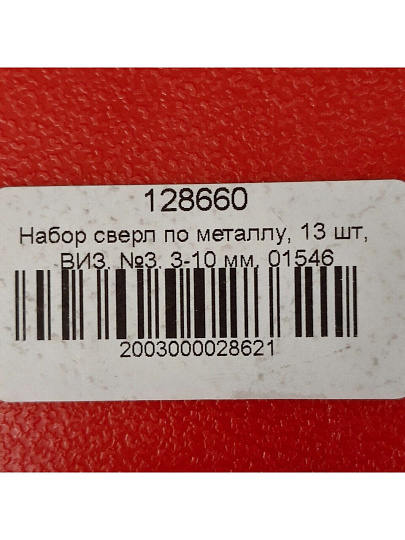 128660
Набор сверл по металлу, 13 шт,
ВИЗ, №3, 3-10 мм, 01546
2003000028621